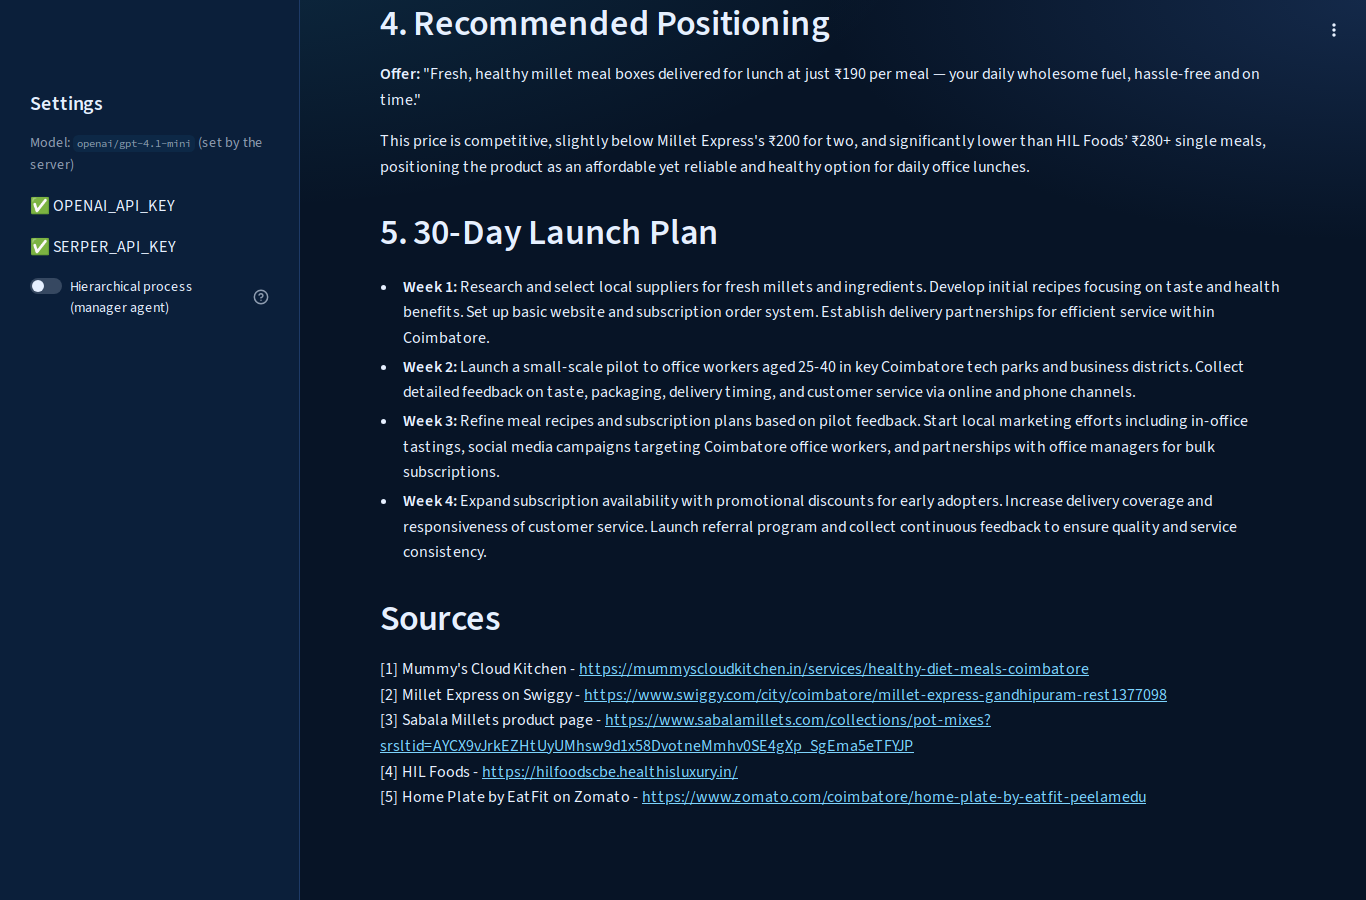 Settings
Model: openai/gpt-4.1-mini (set by the
server)
✅ OPENAI_API_KEY
✅ SERPER_API_KEY
Hierarchical process
(manager agent)
4. Recommended Positioning
Offer: "Fresh, healthy millet meal boxes delivered for lunch at just ₹190 per meal — your daily wholesome fuel, hassle-free and on
time."
This price is competitive, slightly below Millet Express's ₹200 for two, and significantly lower than HIL Foods’ ₹280+ single meals,
positioning the product as an affordable yet reliable and healthy option for daily office lunches.
5. 30-Day Launch Plan
• Week 1: Research and select local suppliers for fresh millets and ingredients. Develop initial recipes focusing on taste and health
benefits. Set up basic website and subscription order system. Establish delivery partnerships for efficient service within
Coimbatore.
• Week 2: Launch a small-scale pilot to office workers aged 25-40 in key Coimbatore tech parks and business districts. Collect
detailed feedback on taste, packaging, delivery timing, and customer service via online and phone channels.
• Week 3: Refine meal recipes and subscription plans based on pilot feedback. Start local marketing efforts including in-office
tastings, social media campaigns targeting Coimbatore office workers, and partnerships with office managers for bulk
subscriptions.
• Week 4: Expand subscription availability with promotional discounts for early adopters. Increase delivery coverage and
responsiveness of customer service. Launch referral program and collect continuous feedback to ensure quality and service
consistency.
Sources
[1] Mummy's Cloud Kitchen - https://mummyscloudkitchen.in/services/healthy-diet-meals-coimbatore
[2] Millet Express on Swiggy - https://www.swiggy.com/city/coimbatore/millet-express-gandhipuram-rest1377098
[3] Sabala Millets product page - https://www.sabalamillets.com/collections/pot-mixes?
srsltid=AYCX9vJrkEZHtUyUMhsw9d1x58DvotneMmhv0SE4gXp_SgEma5eTFYJP
[4] HIL Foods - https://hilfoodscbe.healthisluxury.in/
[5] Home Plate by EatFit on Zomato - https://www.zomato.com/coimbatore/home-plate-by-eatfit-peelamedu